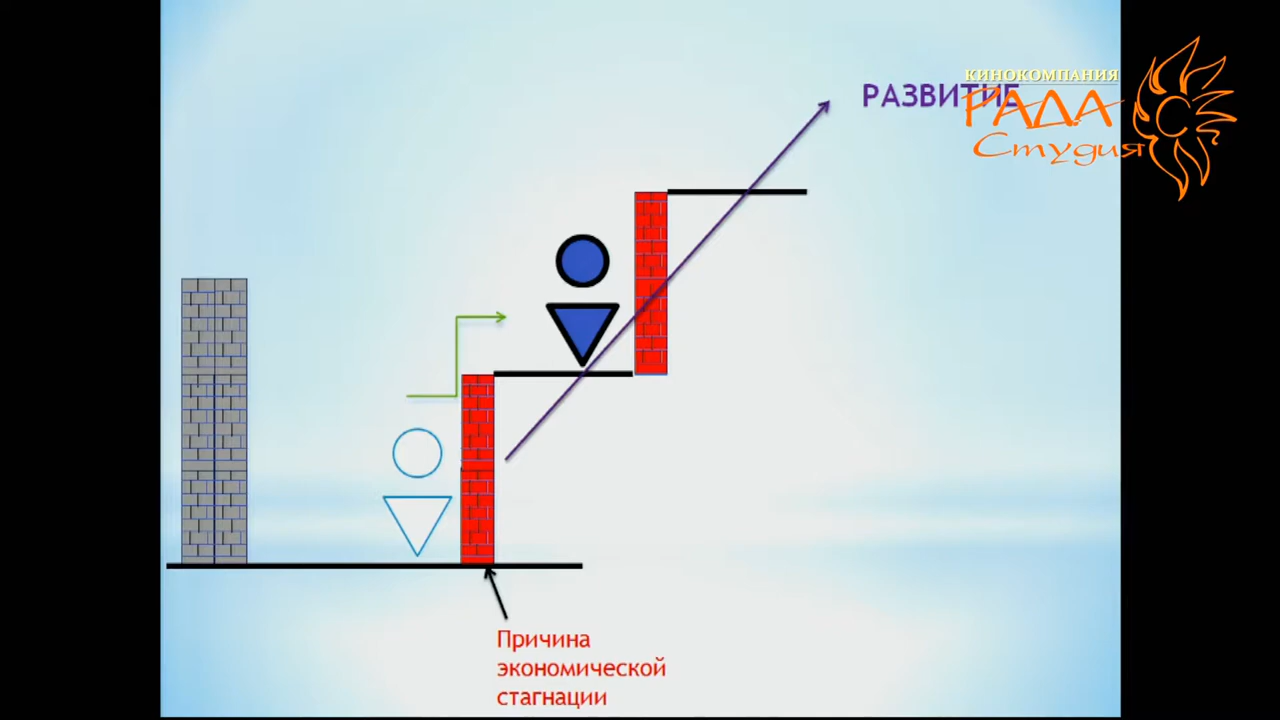 КИНОКОМПАНИЯ
РАЗВИТИЕ
РАДА
Студия
Причина
экономической
стагнации